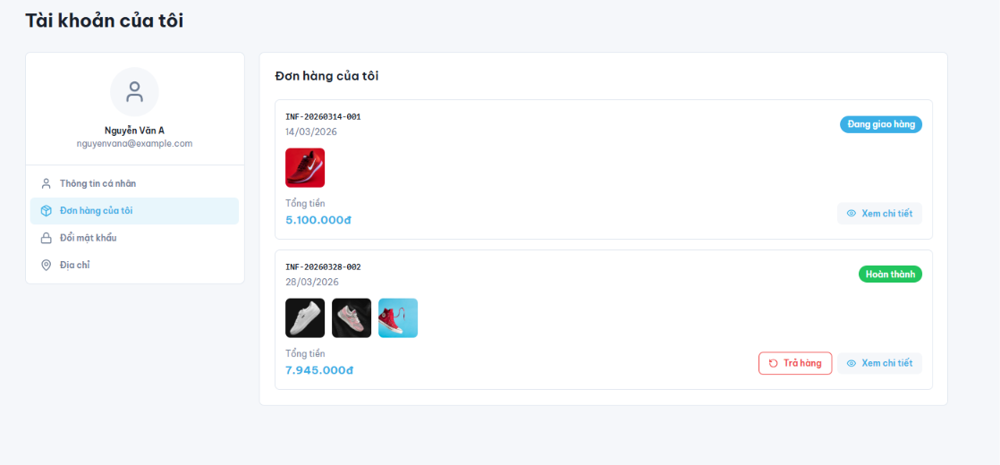 Tài khoản của tôi
Nguyễn Văn A
nguyenvana@example.com
Thông tin cá nhân
Đơn hàng của tôi
Đổi mật khẩu
Địa chỉ
Đơn hàng của tôi
INF-20260314-001
14/03/2026
Đang giao hàng
Tổng tiền
5.100.000đ
Xem chi tiết
INF-20260328-002
28/03/2026
Hoàn thành
Tổng tiền
7.945.000đ
Trả hàng
Xem chi tiết